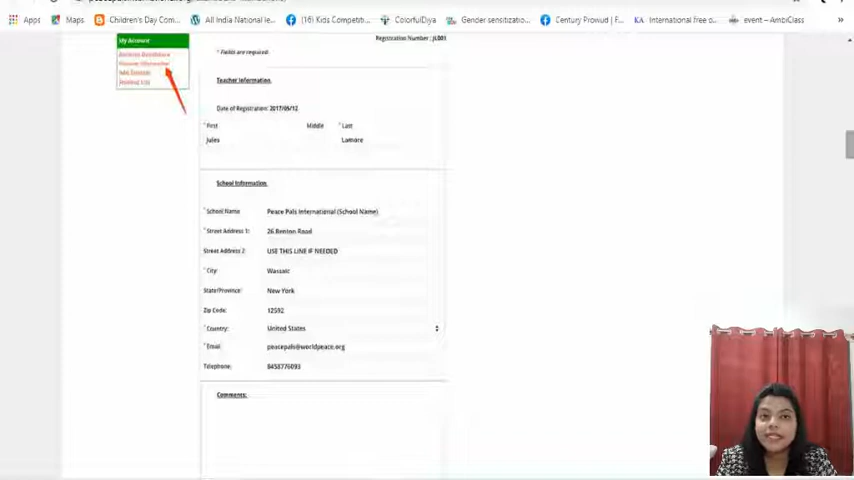 Apps Maps Children's Day Com... All India National le... (16) Kids Competiti... ColorfulDiya Gender sensitizatio... Century Prowud | F... KA International free o... event – AmbiClass
My Account
Registration Number : JL001
* Fields are required.
Teacher Information
Date of Registration: 2017/05/12
* First Middle * Last
Jules Lamore
School Information
* School Name Peace Pals International (School Name)
* Street Address 1: 26 Benton Road
Street Address 2: USE THIS LINE IF NEEDED
* City: Wassaic
State/Province: New York
Zip Code: 12592
* Country: United States
* Email: peacepals@worldpeace.org
Telephone: 8458776093
Comments: